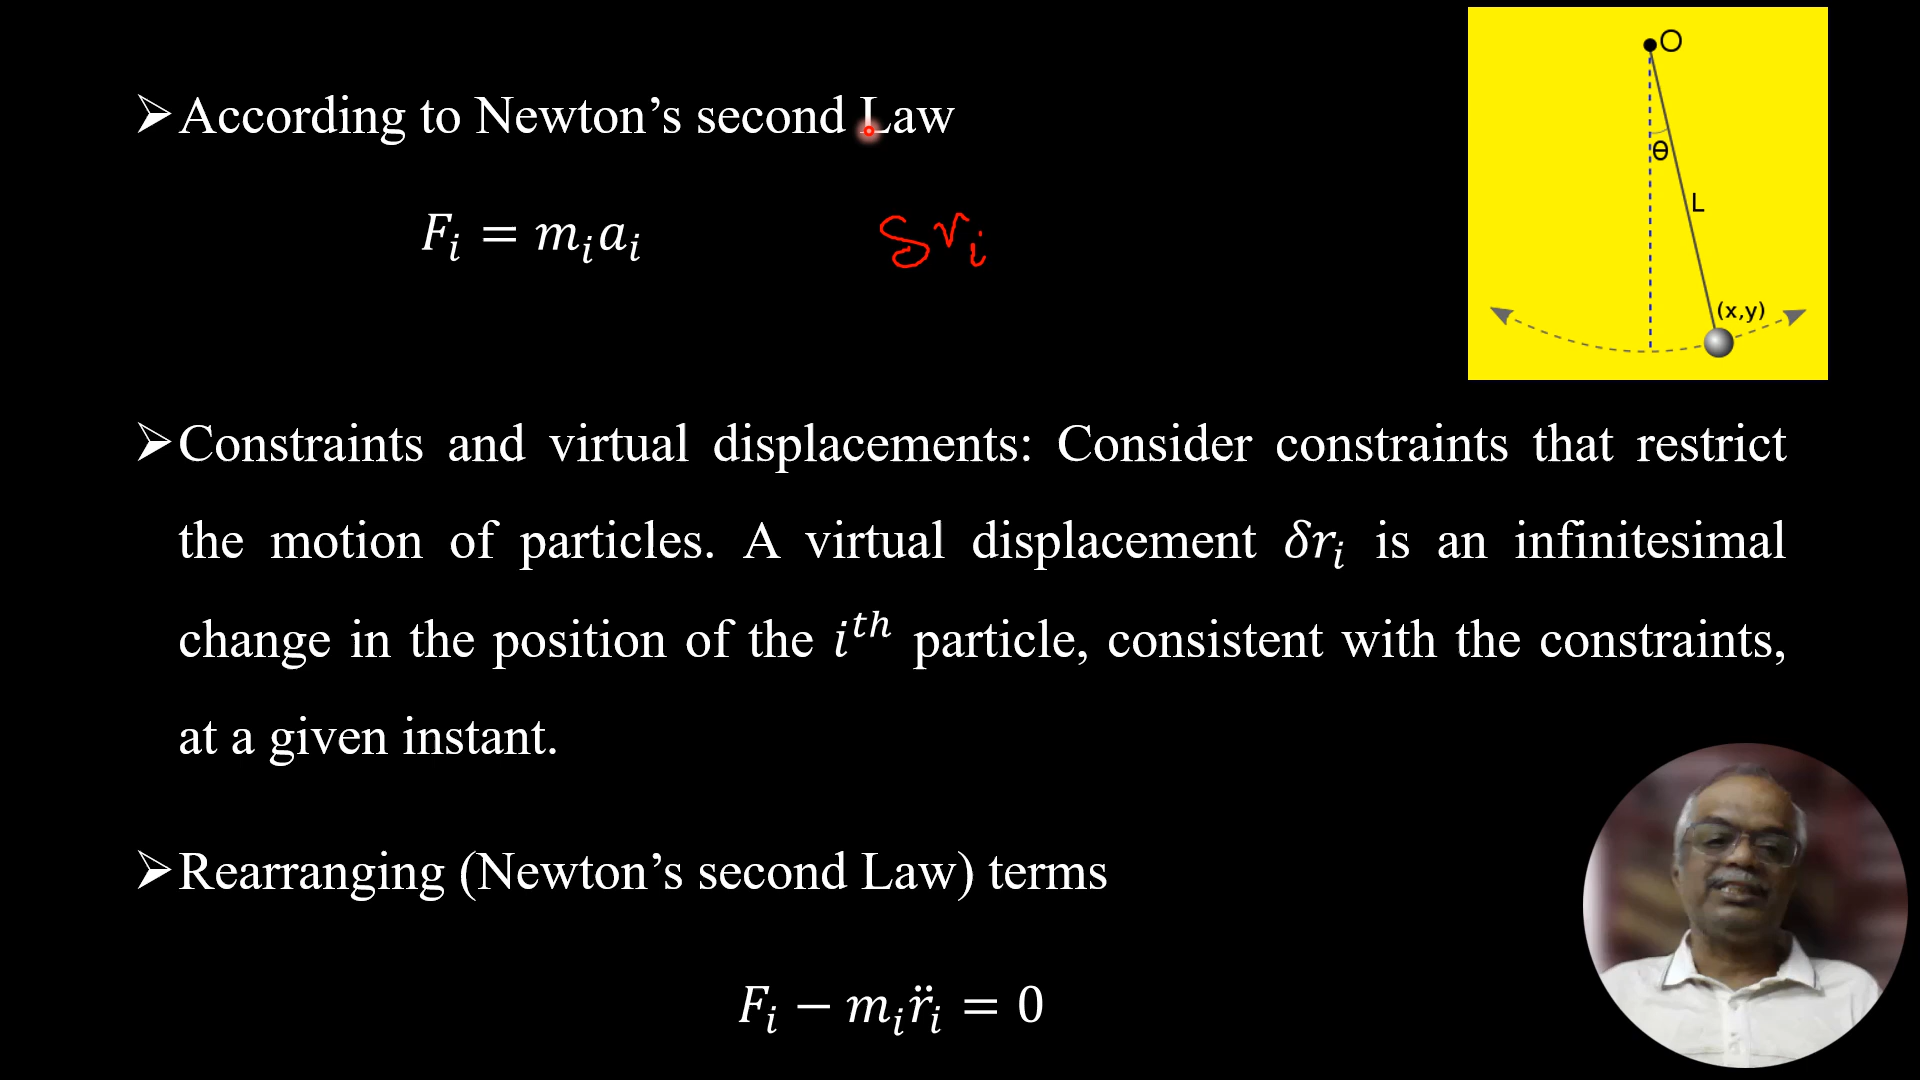 ➢According to Newton’s second Law
Fᵢ = mᵢaᵢ
δrᵢ
O
θ
L
(x,y)
➢Constraints and virtual displacements: Consider constraints that restrict
the motion of particles. A virtual displacement δrᵢ is an infinitesimal
change in the position of the iᵗʰ particle, consistent with the constraints,
at a given instant.
➢Rearranging (Newton’s second Law) terms
Fᵢ − mᵢr̈ᵢ = 0